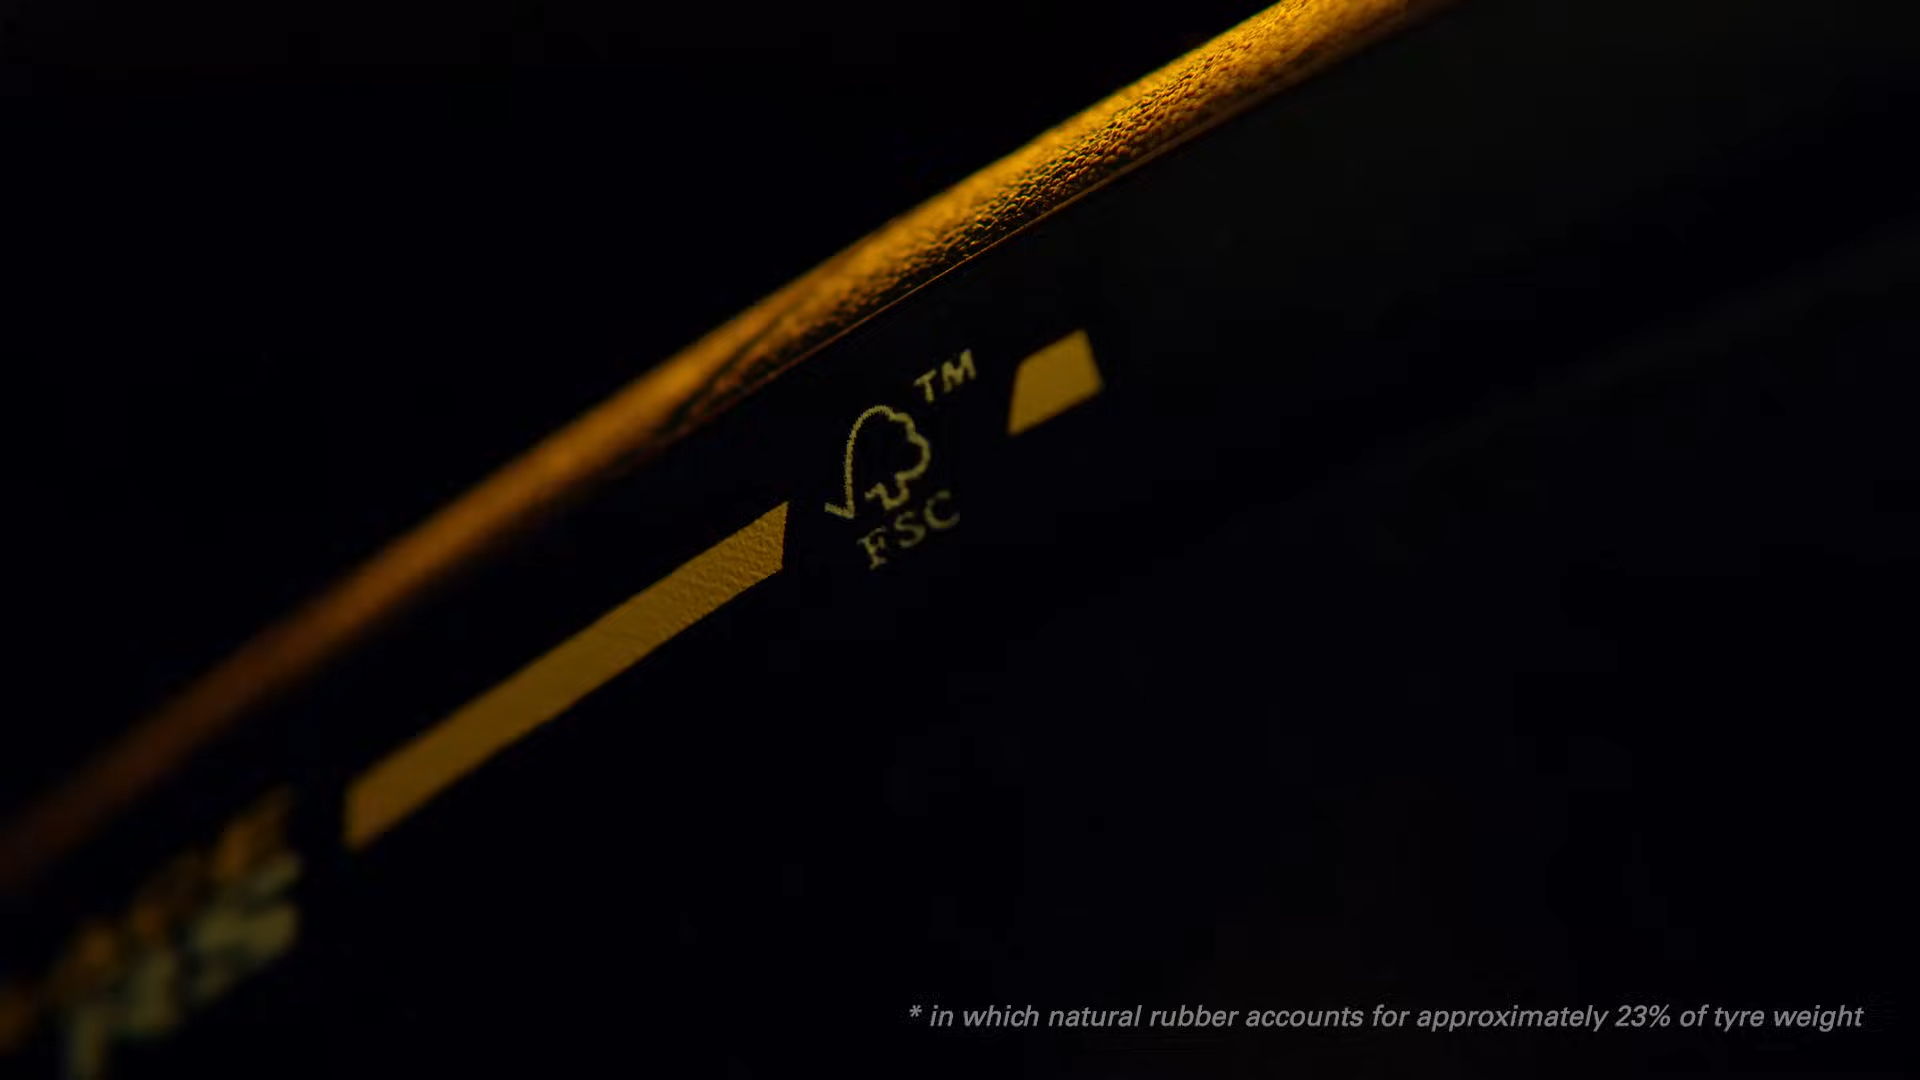 TM
FSC
* in which natural rubber accounts for approximately 23% of tyre weight